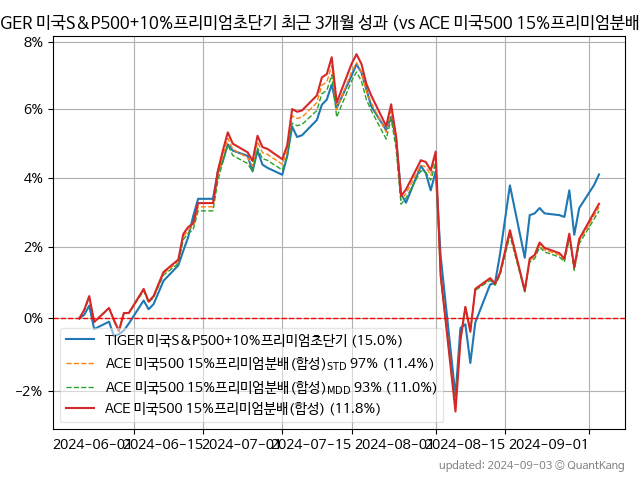 GER 미국S&P500+10%프리미엄초단기 최근 3개월 성과 (vs ACE 미국500 15%프리미엄분배
8%
6%
4%
2%
0%
−2%
TIGER 미국S&P500+10%프리미엄초단기 (15.0%)
ACE 미국500 15%프리미엄분배(합성)STD 97% (11.4%)
ACE 미국500 15%프리미엄분배(합성)MDD 93% (11.0%)
ACE 미국500 15%프리미엄분배(합성) (11.8%)
2024-06-01 2024-06-15 2024-07-01 2024-07-15 2024-08-01 2024-08-15 2024-09-01
updated: 2024-09-03 © QuantKang